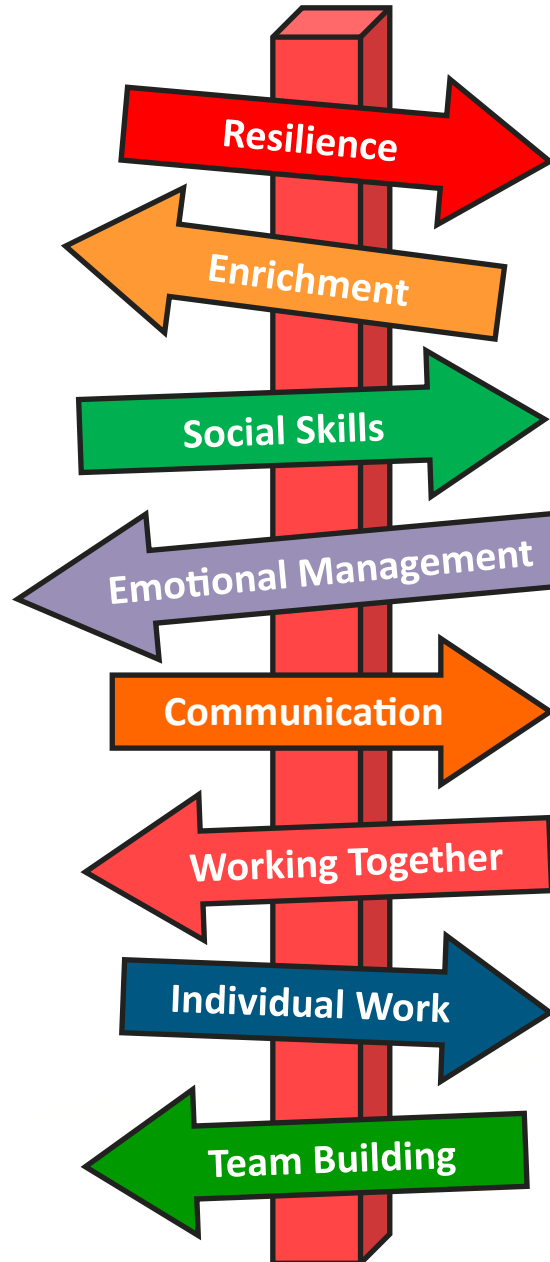 Resilience
Enrichment
Social Skills
Emotional Management
Communication
Working Together
Individual Work
Team Building